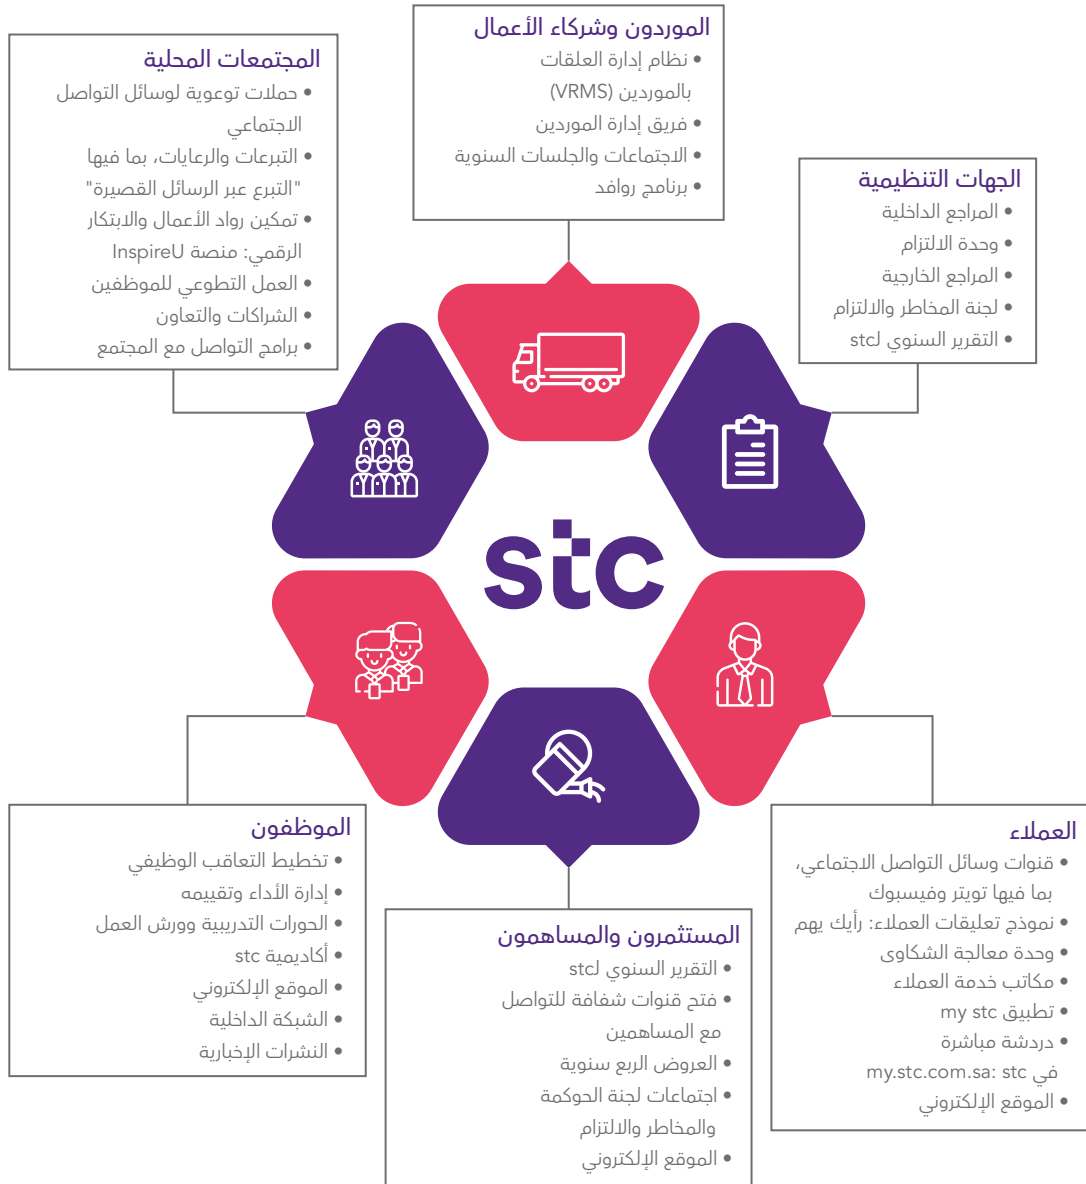 الموردون وشركاء الأعمال
• نظام إدارة العلقات
بالموردين (VRMS)
• فريق إدارة الموردين
• الاجتماعات والجلسات السنوية
• برنامج روافد
المجتمعات المحلية
• حملات توعوية لوسائل التواصل
الاجتماعي
• التبرعات والرعايات، بما فيها
"التبرع عبر الرسائل القصيرة"
• تمكين رواد الأعمال والابتكار
الرقمي: منصة InspireU
• العمل التطوعي للموظفين
• الشراكات والتعاون
• برامج التواصل مع المجتمع
الجهات التنظيمية
• المراجع الداخلية
• وحدة الالتزام
• المراجع الخارجية
• لجنة المخاطر والالتزام
• التقرير السنوي لـstc
stc
الموظفون
• تخطيط التعاقب الوظيفي
• إدارة الأداء وتقييمه
• الحورات التدريبية وورش العمل
• أكاديمية stc
• الموقع الإلكتروني
• الشبكة الداخلية
• النشرات الإخبارية
المستثمرون والمساهمون
• التقرير السنوي لـstc
• فتح قنوات شفافة للتواصل
مع المساهمين
• العروض الربع سنوية
• اجتماعات لجنة الحوكمة
والمخاطر والالتزام
• الموقع الإلكتروني
العملاء
• قنوات وسائل التواصل الاجتماعي،
بما فيها تويتر وفيسبوك
• نموذج تعليقات العملاء: رأيك يهم
• وحدة معالجة الشكاوى
• مكاتب خدمة العملاء
• تطبيق my stc
• دردشة مباشرة
في my.stc.com.sa: stc
• الموقع الإلكتروني